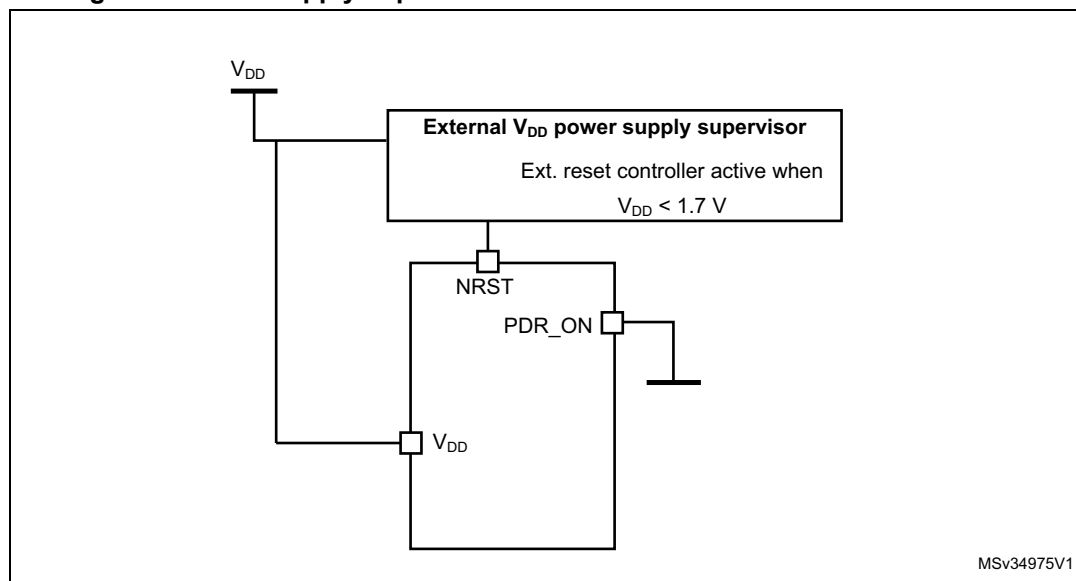 V_DD
External V_DD power supply supervisor
Ext. reset controller active when
V_DD < 1.7 V
NRST
PDR_ON
V_DD
MSv34975V1